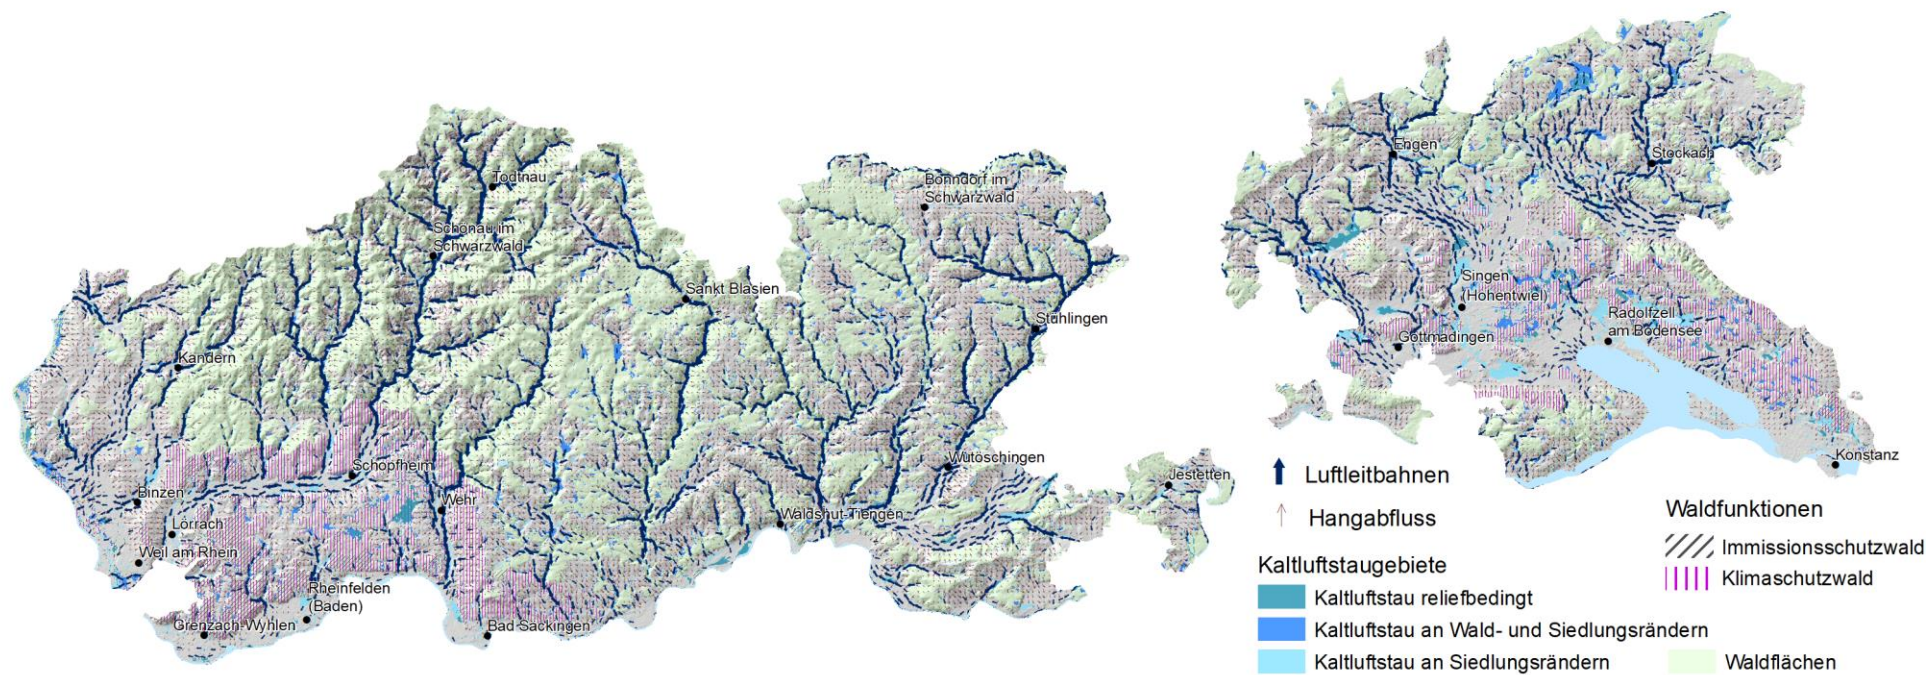 Todtnau
Schönau im
Schwarzwald
Sankt Blasien
Bonndorf im
Schwarzwald
Stühlingen
Kandern
Schopfheim
Binzen
Lörrach
Weil am Rhein
Wehr
Rheinfelden
(Baden)
Grenzach-Wyhlen
Bad Säckingen
Waldshut-Tiengen
Wutöschingen
Jestetten
Engen
Stockach
Singen
(Hohentwiel)
Gottmadingen
Radolfzell
am Bodensee
Konstanz
Luftleitbahnen
Hangabfluss
Kaltluftstaugebiete
Kaltluftstau reliefbedingt
Kaltluftstau an Wald- und Siedlungsrändern
Kaltluftstau an Siedlungsrändern
Waldfunktionen
Immissionsschutzwald
Klimaschutzwald
Waldflächen